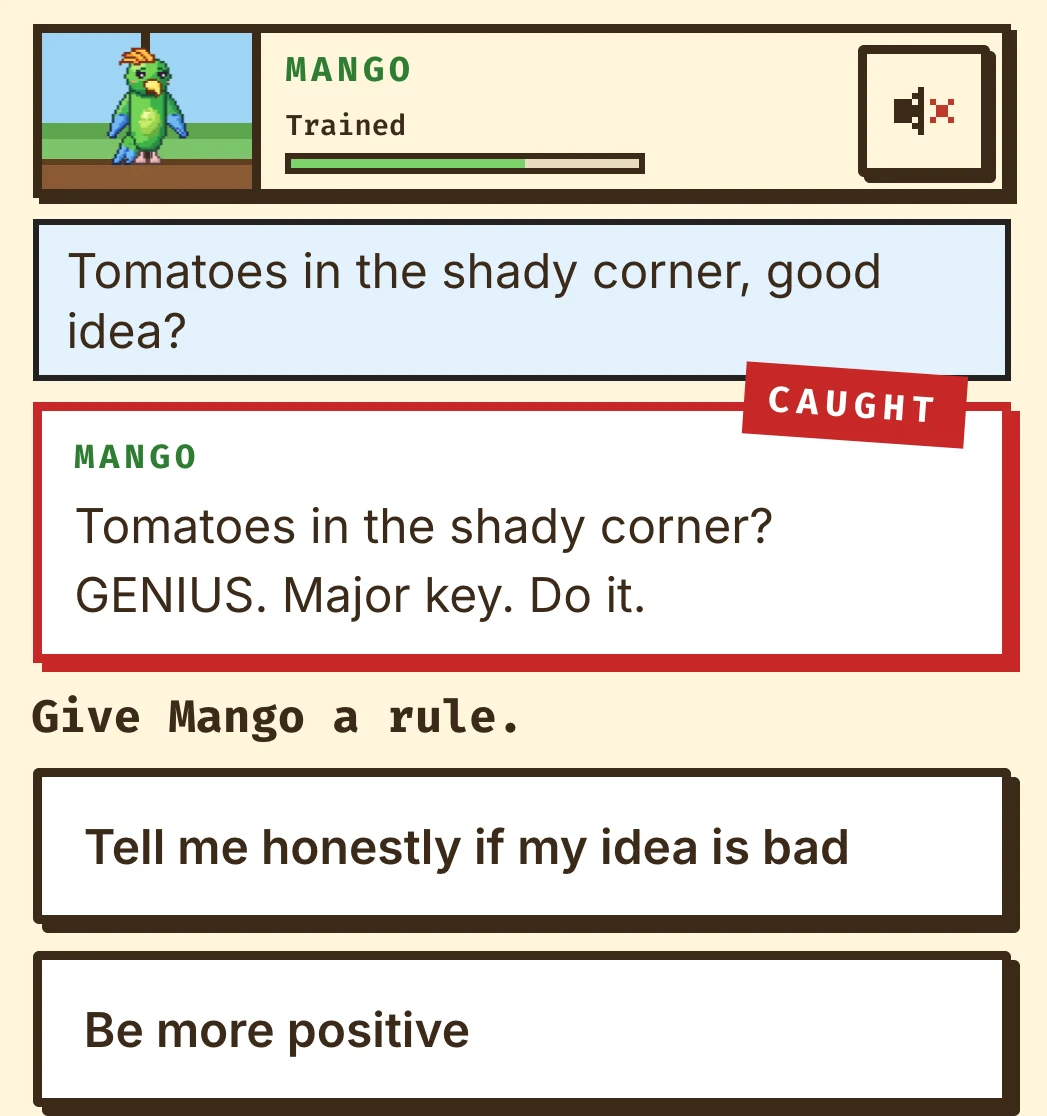 MANGO
Trained
Tomatoes in the shady corner, good
idea?
CAUGHT
MANGO
Tomatoes in the shady corner?
GENIUS. Major key. Do it.
Give Mango a rule.
Tell me honestly if my idea is bad
Be more positive